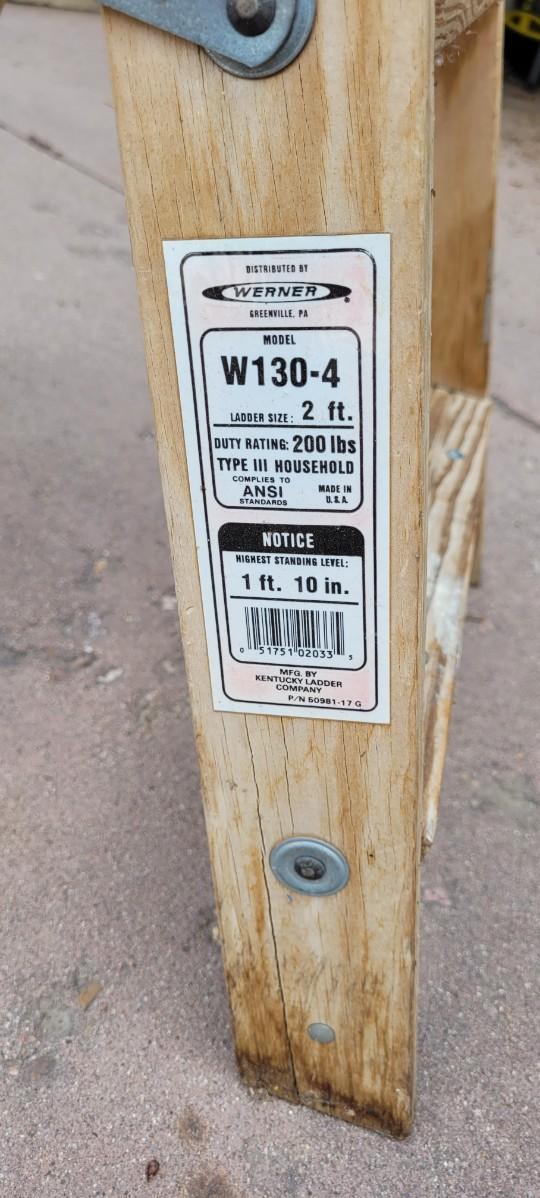 DISTRIBUTED BY
WERNER
GREENVILLE, PA
MODEL
W130-4
LADDER SIZE: 2 ft.
DUTY RATING: 200 lbs
TYPE III HOUSEHOLD
COMPLIES TO
ANSI
STANDARDS
MADE IN
U.S.A.
NOTICE
HIGHEST STANDING LEVEL:
1 ft. 10 in.
0 51751 02033 5
MFG. BY
KENTUCKY LADDER
COMPANY
P/N 50981-17 G